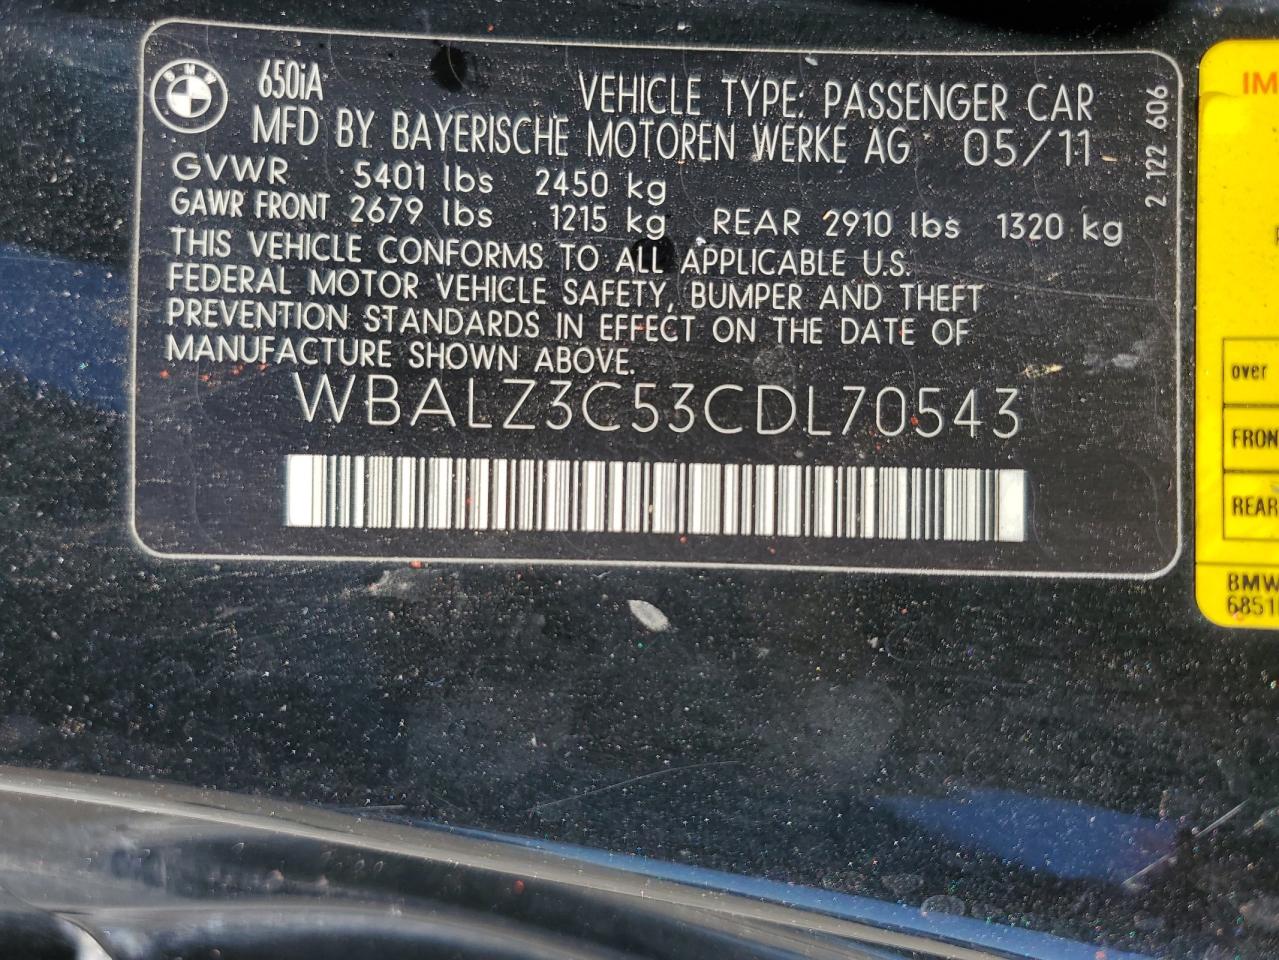 BMW
650iA VEHICLE TYPE: PASSENGER CAR
MFD BY BAYERISCHE MOTOREN WERKE AG 05/11
GVWR 5401 lbs 2450 kg
GAWR FRONT 2679 lbs 1215 kg REAR 2910 lbs 1320 kg
THIS VEHICLE CONFORMS TO ALL APPLICABLE U.S.
FEDERAL MOTOR VEHICLE SAFETY, BUMPER AND THEFT
PREVENTION STANDARDS IN EFFECT ON THE DATE OF
MANUFACTURE SHOWN ABOVE.
WBALZ3C53CDL70543
2 122 606
IM
over
FRON
REAR
BMW
6851